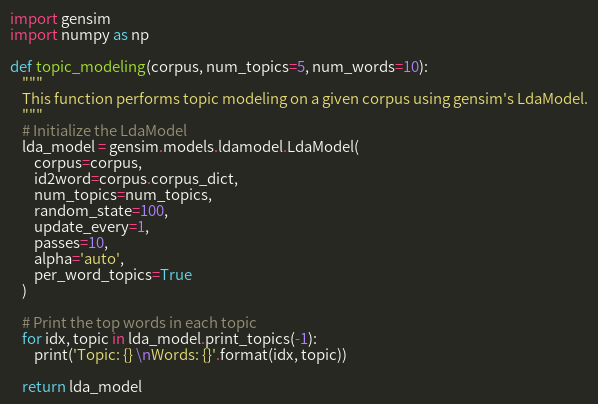 import gensim
import numpy as np

def topic_modeling(corpus, num_topics=5, num_words=10):
    """
    This function performs topic modeling on a given corpus using gensim's LdaModel.
    """
    # Initialize the LdaModel
    lda_model = gensim.models.ldamodel.LdaModel(
        corpus=corpus,
        id2word=corpus.corpus_dict,
        num_topics=num_topics,
        random_state=100,
        update_every=1,
        passes=10,
        alpha='auto',
        per_word_topics=True
    )

    # Print the top words in each topic
    for idx, topic in lda_model.print_topics(-1):
        print('Topic: {} \nWords: {}'.format(idx, topic))

    return lda_model